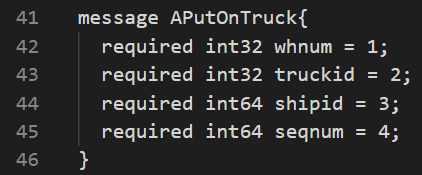 41 message APutOnTruck{
42 required int32 whnum = 1;
43 required int32 truckid = 2;
44 required int64 shipid = 3;
45 required int64 seqnum = 4;
46 }